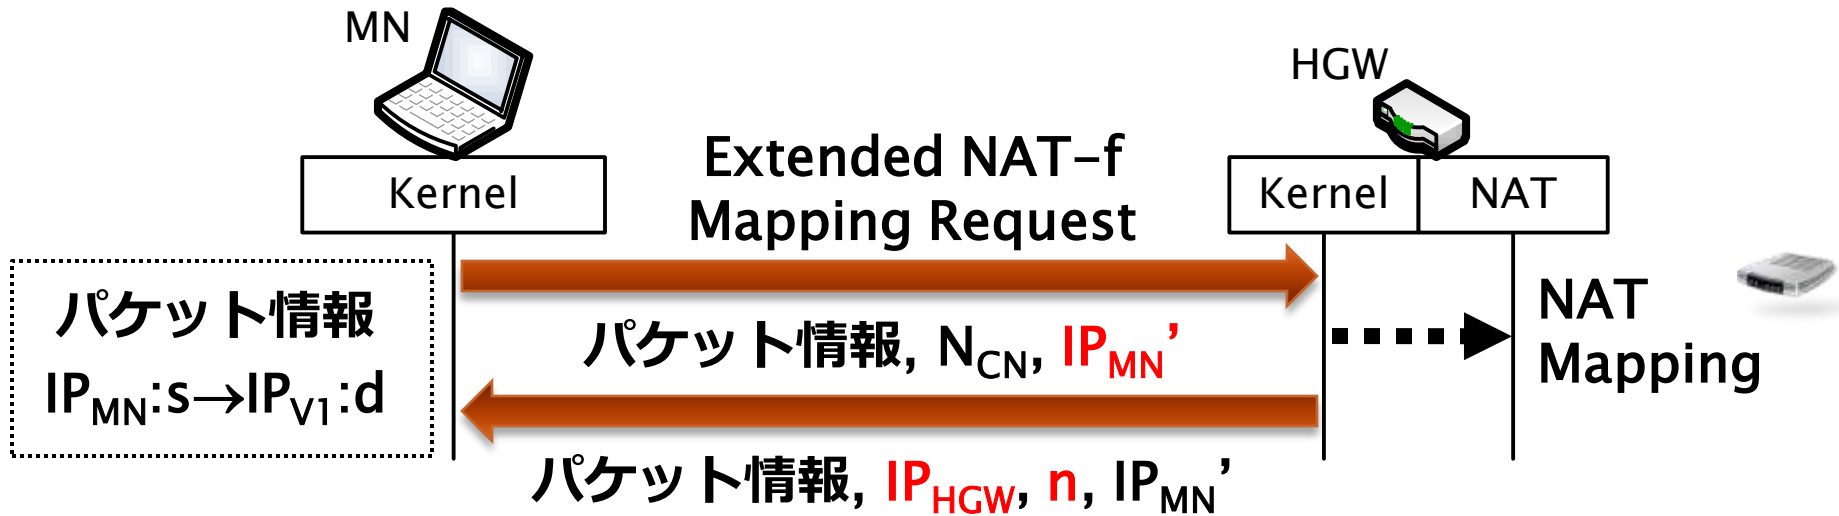 MN
HGW
Extended NAT-f
Mapping Request
Kernel
Kernel
NAT
パケット情報
IPMN:s→IPV1:d
パケット情報, NCN, IPMN’
NAT
Mapping
パケット情報, IPHGW, n, IPMN’